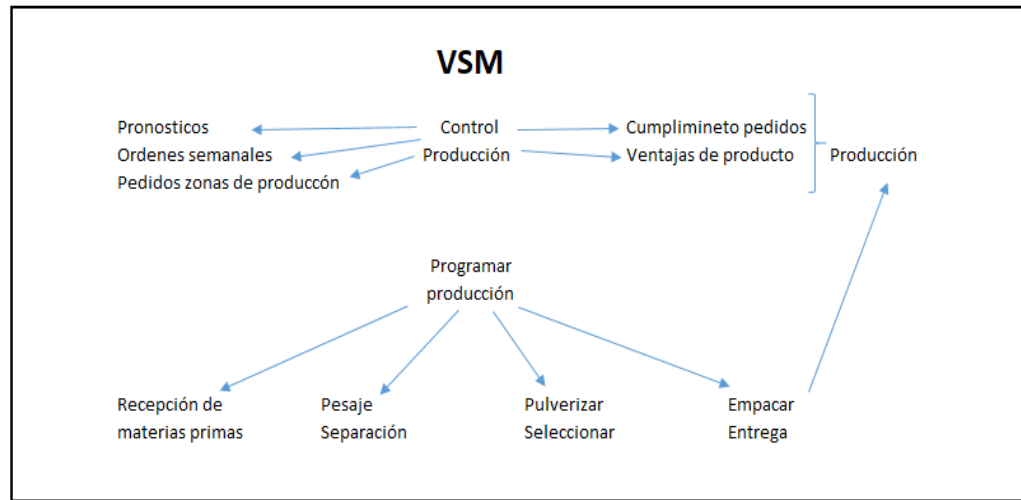 VSM
Pronosticos
Ordenes semanales
Pedidos zonas de produccón
Control
Producción
Cumplimineto pedidos
Ventajas de producto
Producción
Programar
producción
Recepción de
materias primas
Pesaje
Separación
Pulverizar
Seleccionar
Empacar
Entrega